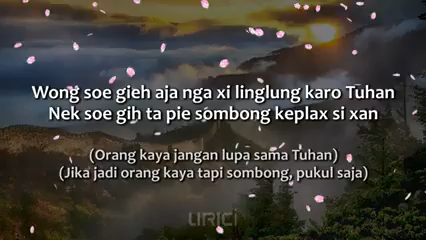 Wong soe gieh aja nga xi linglung karo Tuhan
Nek soe gih ta pie sombong keplax si xan
(Orang kaya jangan lupa sama Tuhan)
(Jika jadi orang kaya tapi sombong, pukul saja)
LIRICI